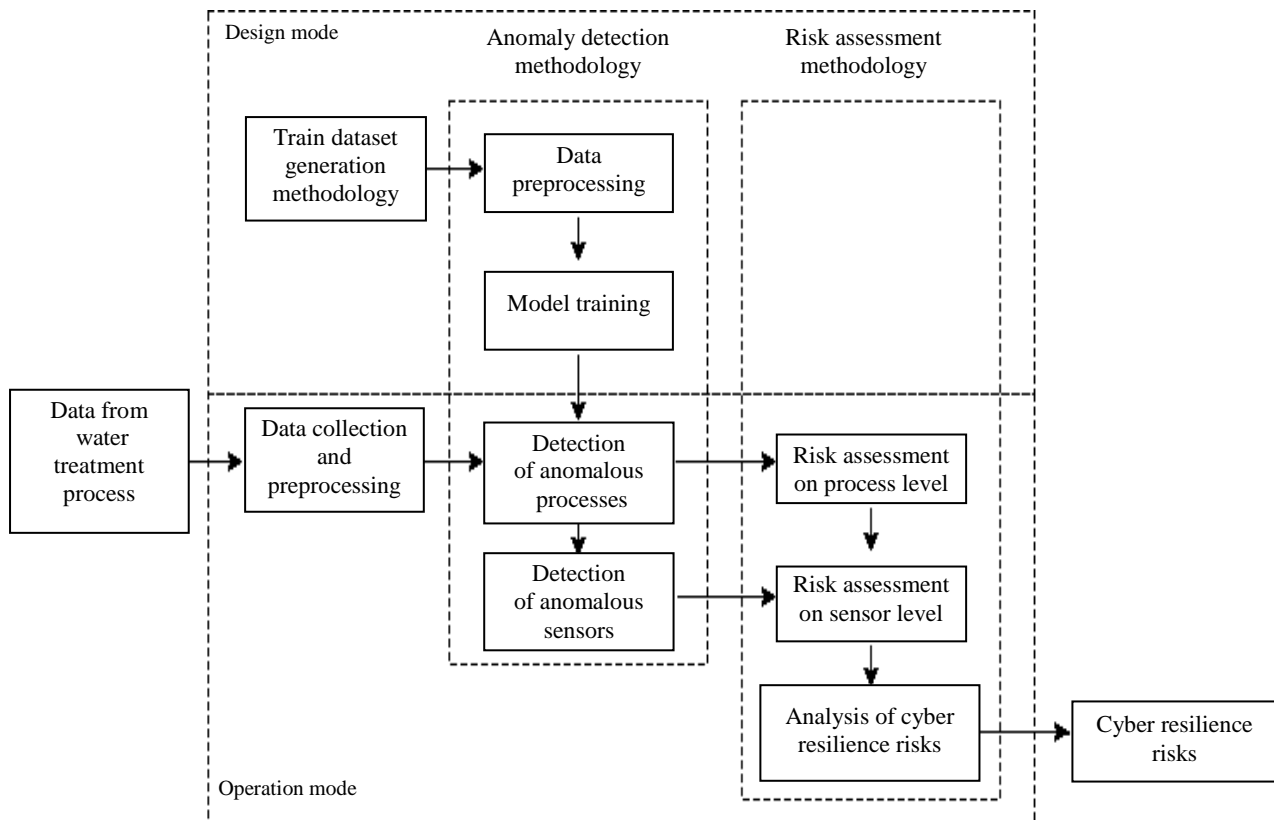 Design mode
Anomaly detection
methodology
Risk assessment
methodology
Train dataset
generation
methodology
Data
preprocessing
Model training
Data from
water
treatment
process
Data collection
and
preprocessing
Detection
of anomalous
processes
Risk assessment
on process level
Detection
of anomalous
sensors
Risk assessment
on sensor level
Analysis of cyber
resilience risks
Cyber resilience
risks
Operation mode